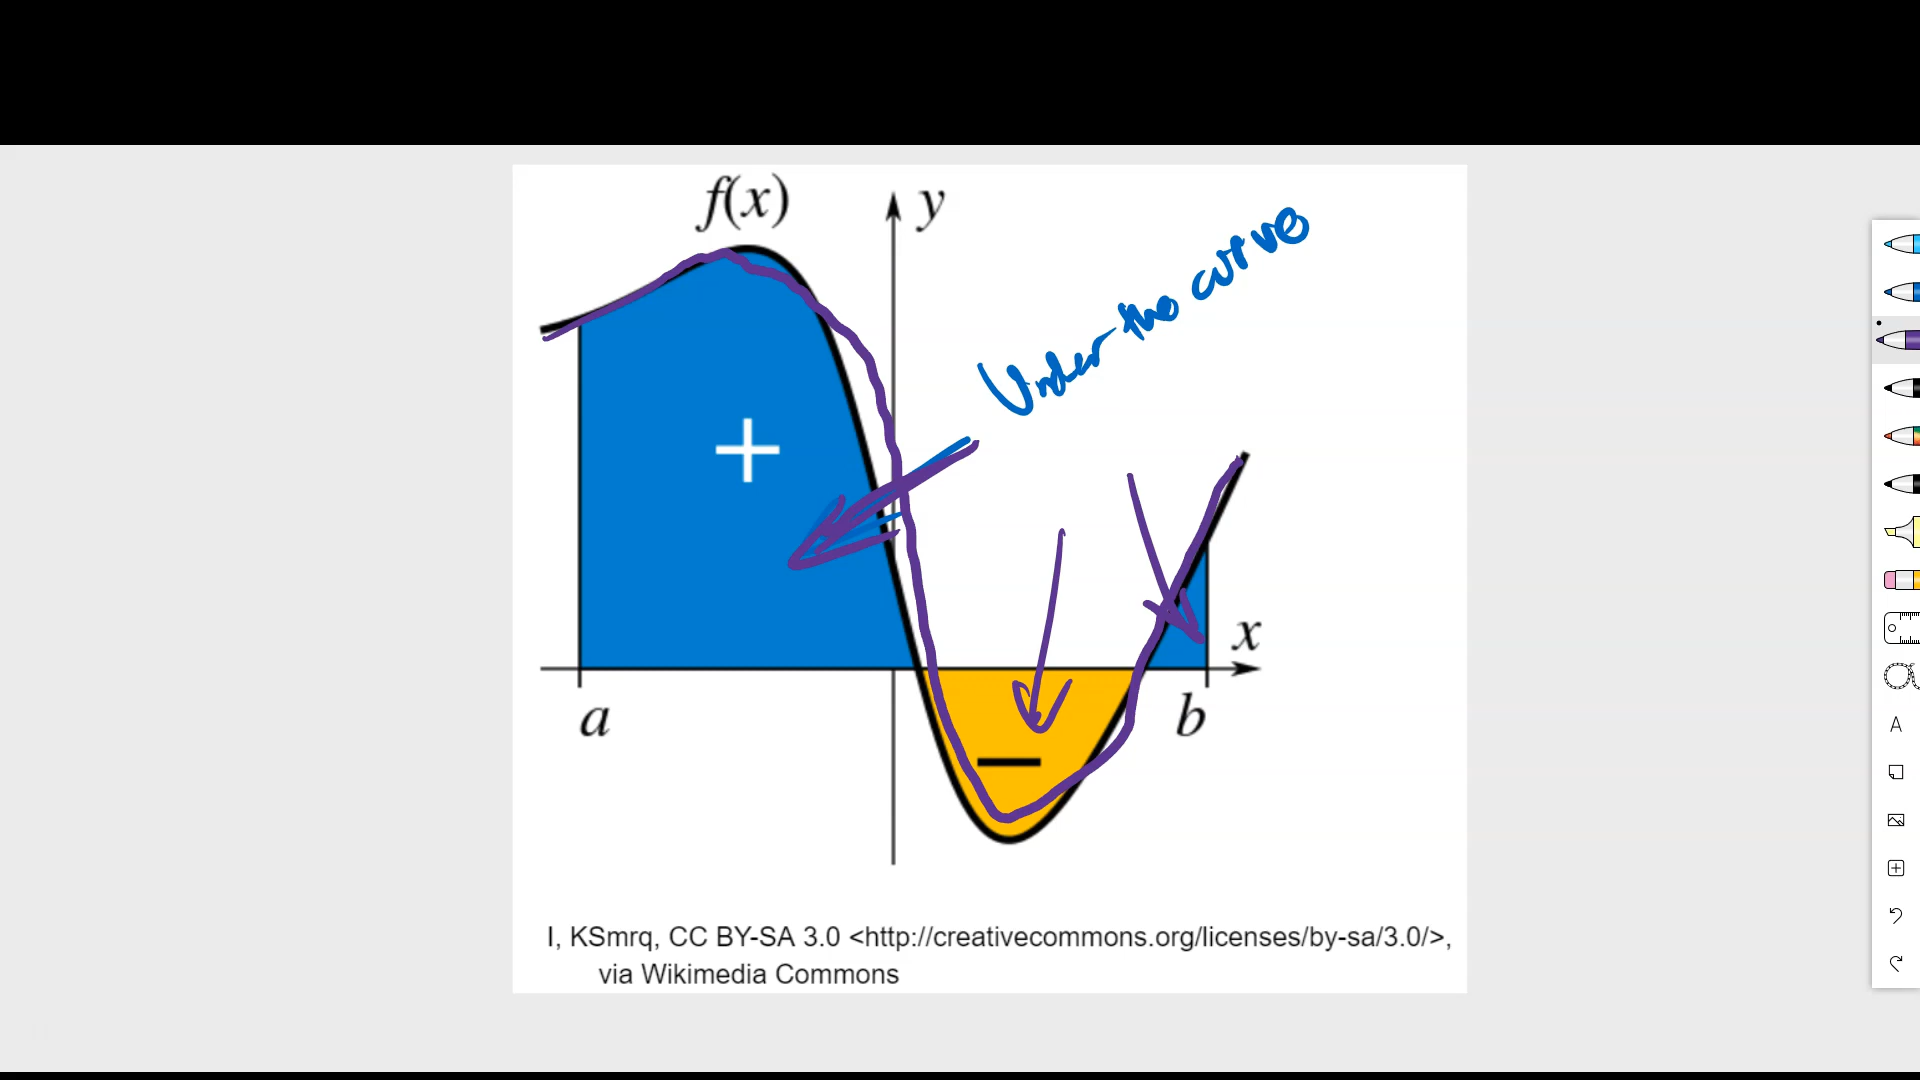 f(x)
y
Under the curve
+
x
a
b
−
I, KSmrq, CC BY-SA 3.0 <http://creativecommons.org/licenses/by-sa/3.0/>,
via Wikimedia Commons
A